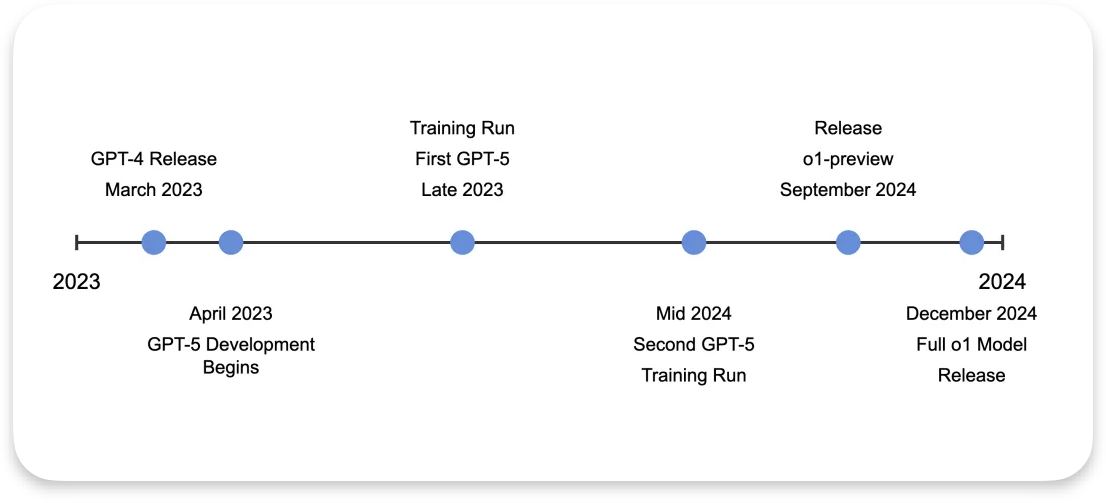 GPT-4 Release
March 2023
Training Run
First GPT-5
Late 2023
Release
o1-preview
September 2024
2023
2024
April 2023
GPT-5 Development
Begins
Mid 2024
Second GPT-5
Training Run
December 2024
Full o1 Model
Release